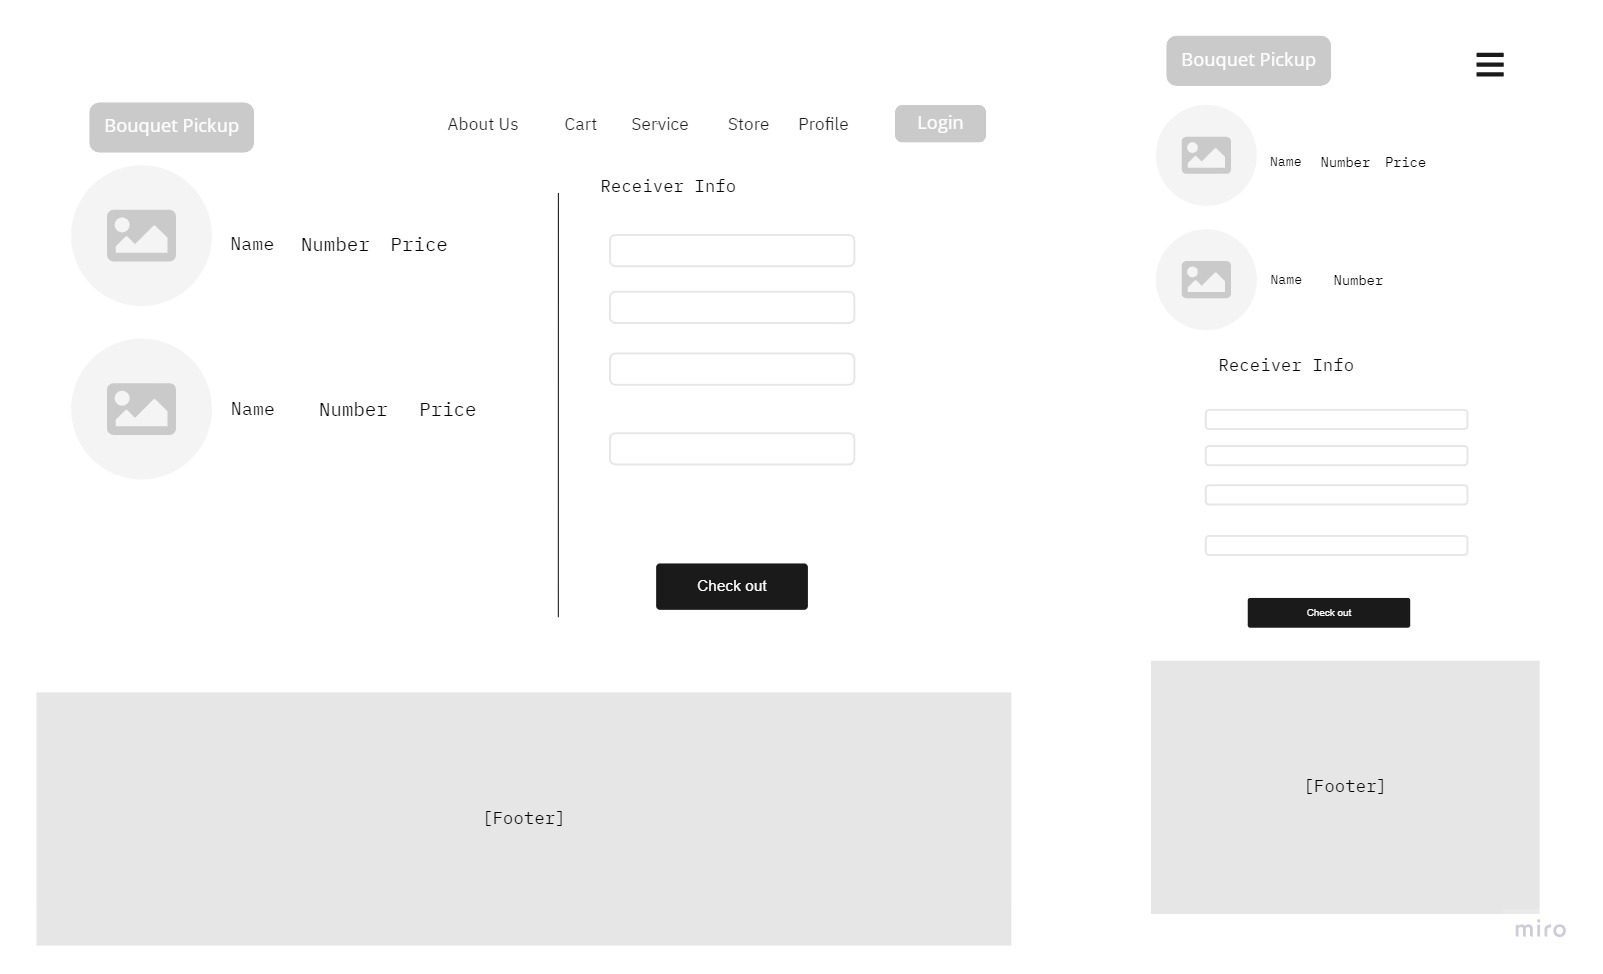 Bouquet Pickup
About Us Cart Service Store Profile Login
Receiver Info
Name Number Price
Name Number Price
Check out
[Footer]
Bouquet Pickup
Name Number Price
Name Number
Receiver Info
Check out
[Footer]
miro